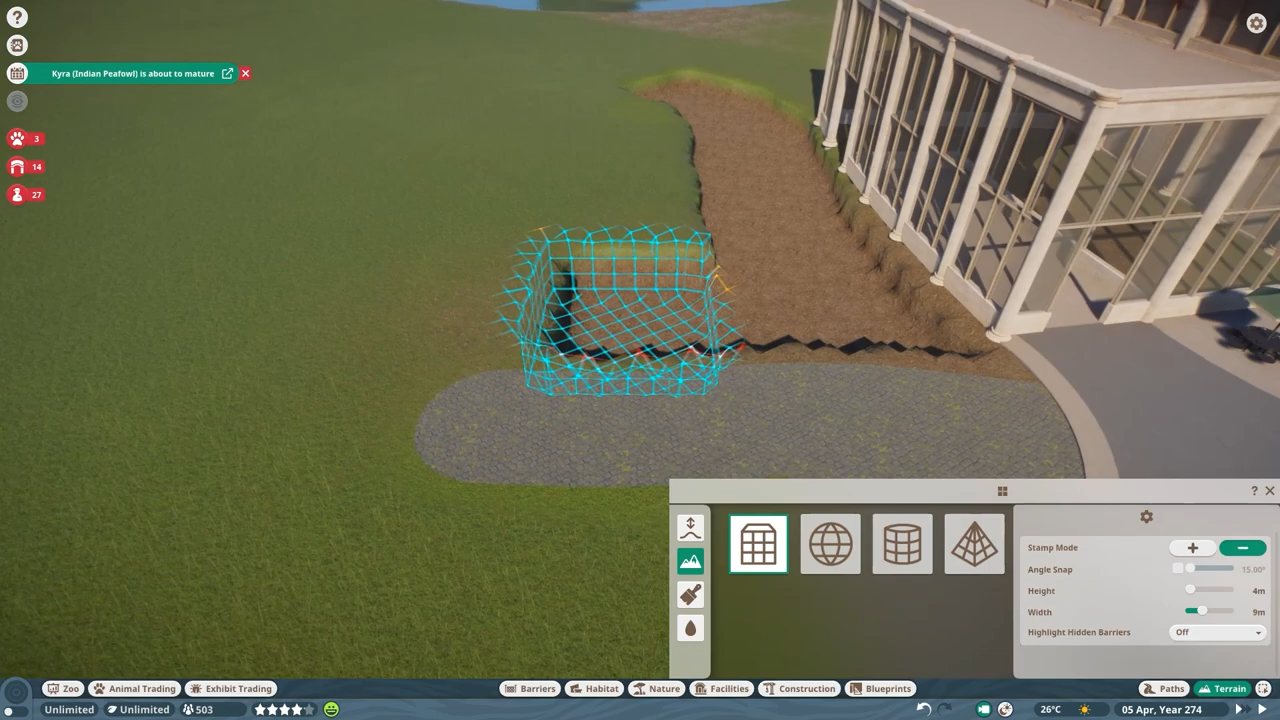 ?
Kyra (Indian Peafowl) is about to mature
3
14
27
?
Stamp Mode
Angle Snap 15.00°
Height 4m
Width 9m
Highlight Hidden Barriers Off
Zoo Animal Trading Exhibit Trading Barriers Habitat Nature Facilities Construction Blueprints Paths Terrain
Unlimited Unlimited 503 26°C 05 Apr, Year 274